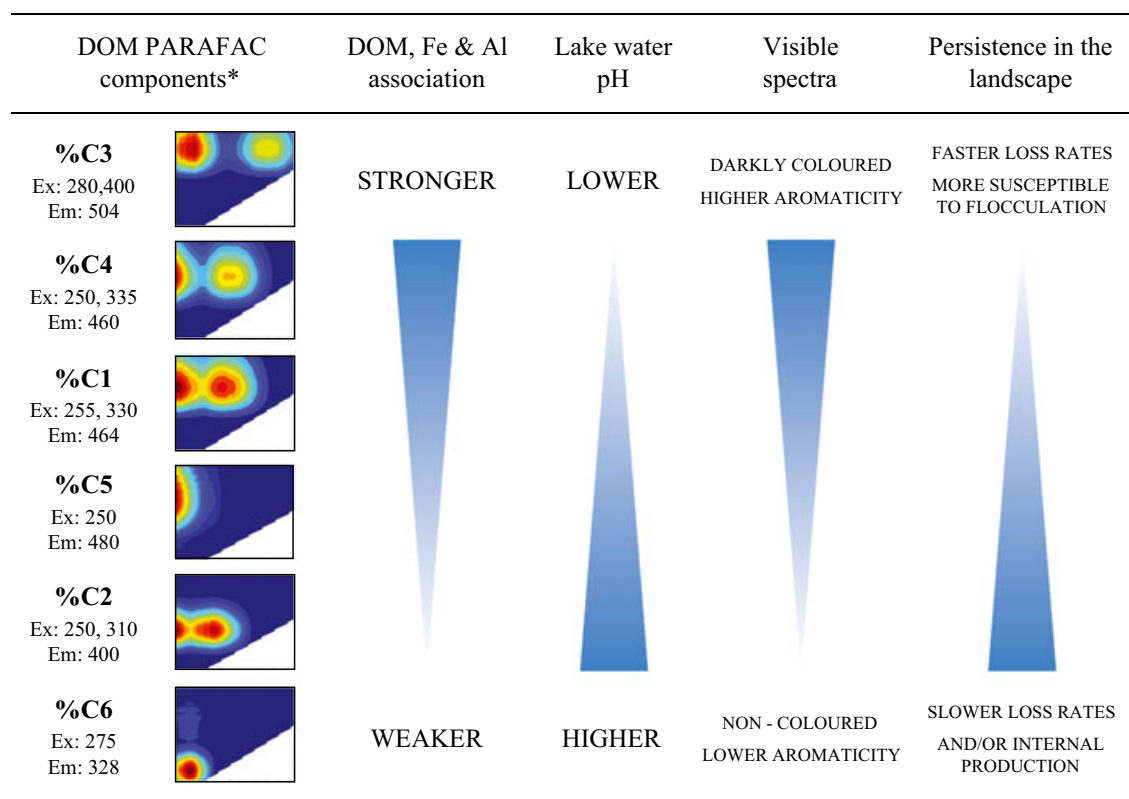 DOM PARAFAC
components*
DOM, Fe & Al
association
Lake water
pH
Visible
spectra
Persistence in the
landscape
%C3
Ex: 280,400
Em: 504
STRONGER
LOWER
DARKLY COLOURED
HIGHER AROMATICITY
FASTER LOSS RATES
MORE SUSCEPTIBLE
TO FLOCCULATION
%C4
Ex: 250, 335
Em: 460
%C1
Ex: 255, 330
Em: 464
%C5
Ex: 250
Em: 480
%C2
Ex: 250, 310
Em: 400
%C6
Ex: 275
Em: 328
WEAKER
HIGHER
NON - COLOURED
LOWER AROMATICITY
SLOWER LOSS RATES
AND/OR INTERNAL
PRODUCTION